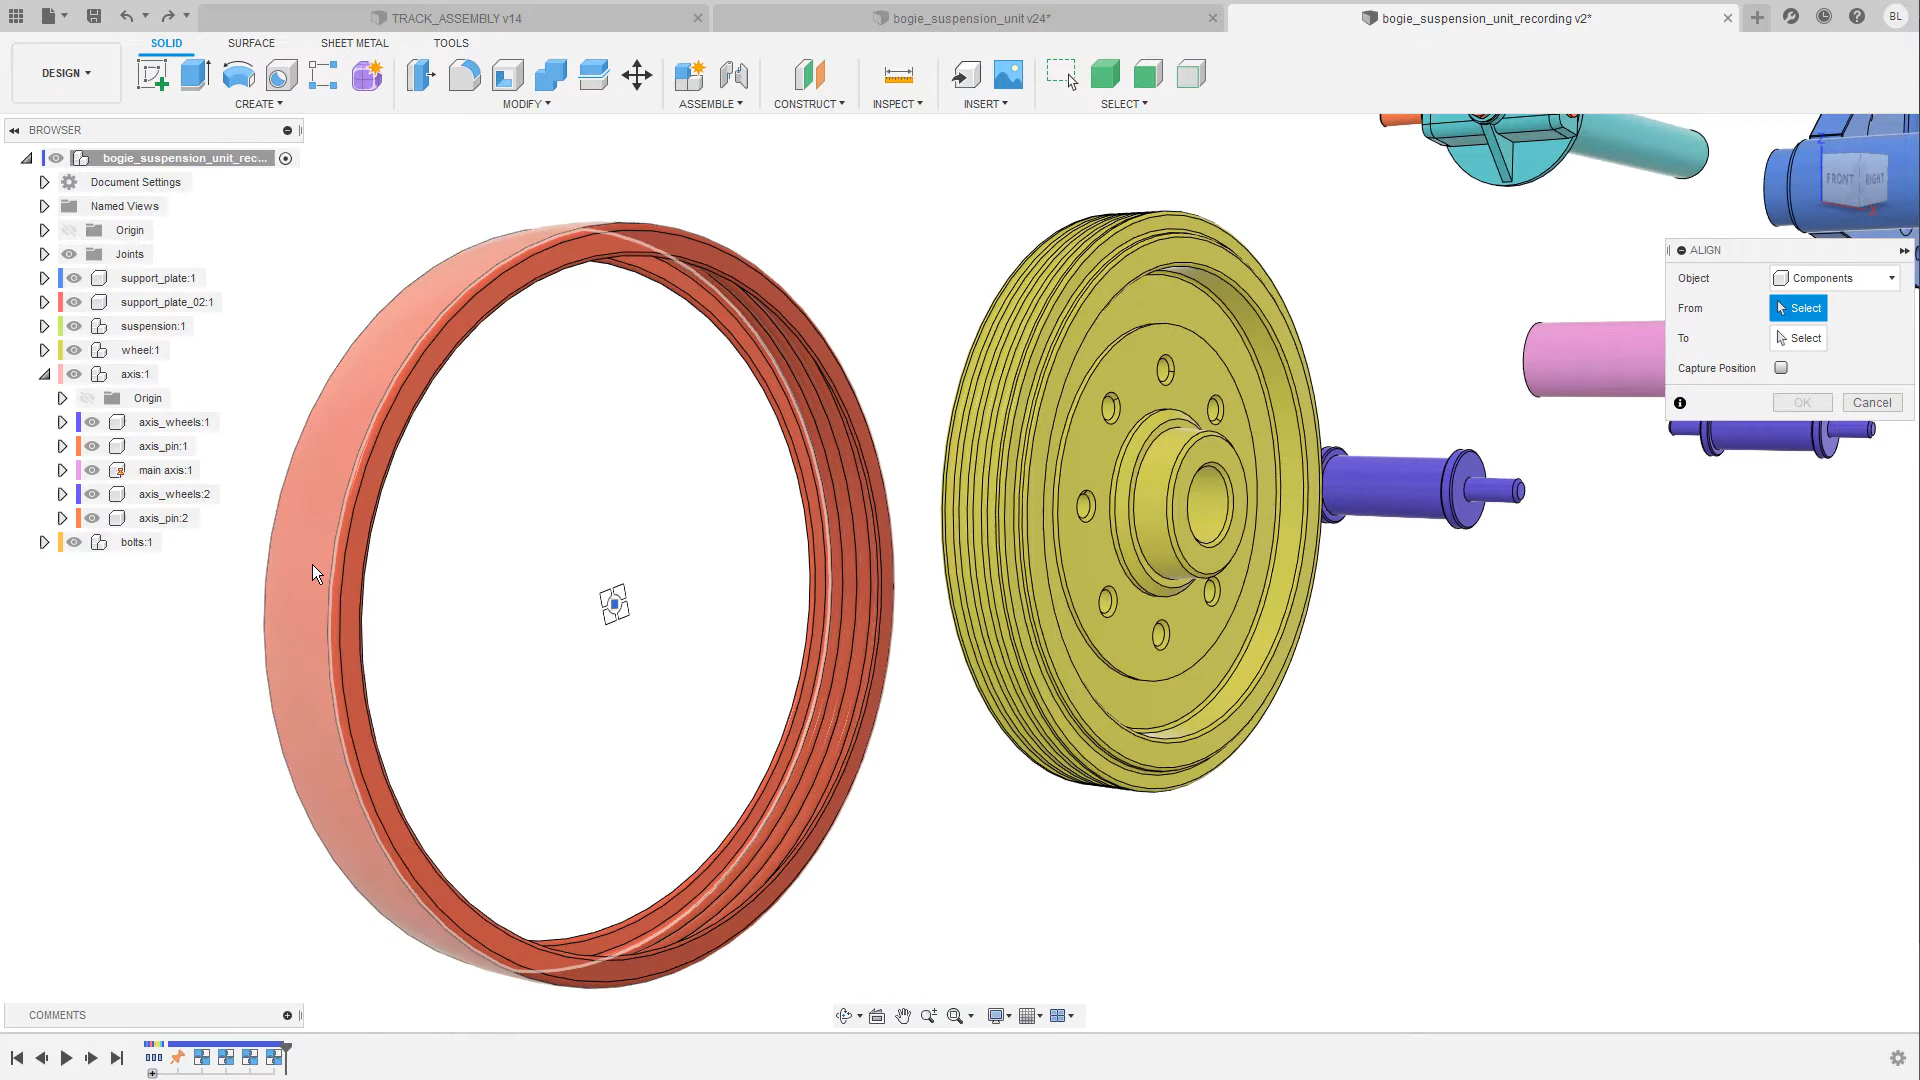 TRACK_ASSEMBLY v14
bogie_suspension_unit v24*
bogie_suspension_unit_recording v2*
BL
SOLID
SURFACE
SHEET METAL
TOOLS
DESIGN
CREATE
MODIFY
ASSEMBLE
CONSTRUCT
INSPECT
INSERT
SELECT
BROWSER
bogie_suspension_unit_rec...
Document Settings
Named Views
Origin
Joints
support_plate:1
support_plate_02:1
suspension:1
wheel:1
axis:1
Origin
axis_wheels:1
axis_pin:1
main axis:1
axis_wheels:2
axis_pin:2
bolts:1
Z
FRONT
RIGHT
X
ALIGN
Object
Components
From
Select
To
Select
Capture Position
OK
Cancel
COMMENTS